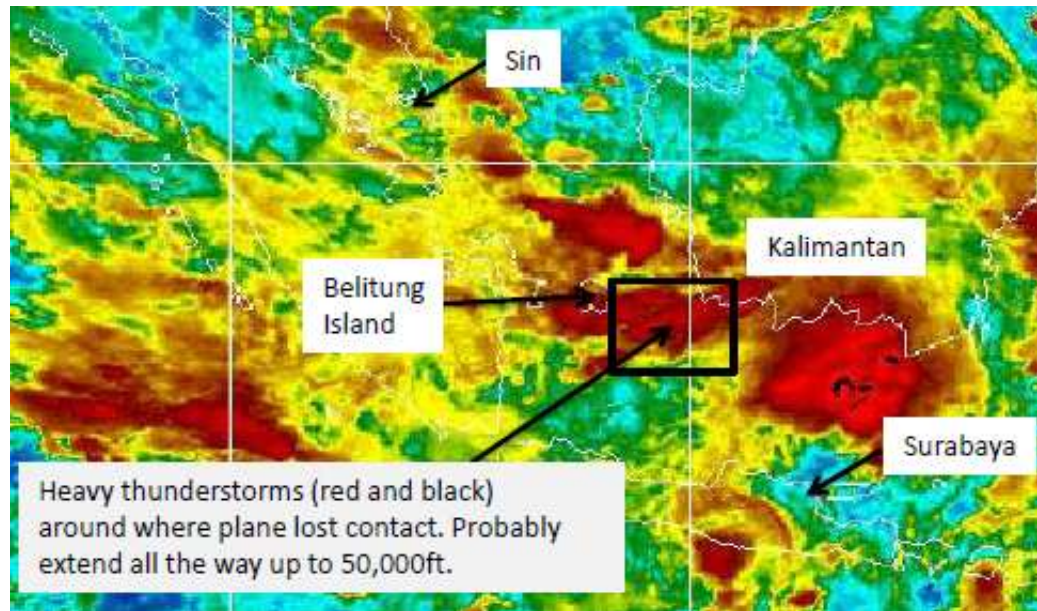 Sin
Kalimantan
Belitung
Island
Surabaya
Heavy thunderstorms (red and black)
around where plane lost contact. Probably
extend all the way up to 50,000ft.